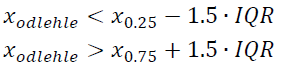 x_odlehle < x_0.25 − 1.5 · IQR
x_odlehle > x_0.75 + 1.5 · IQR